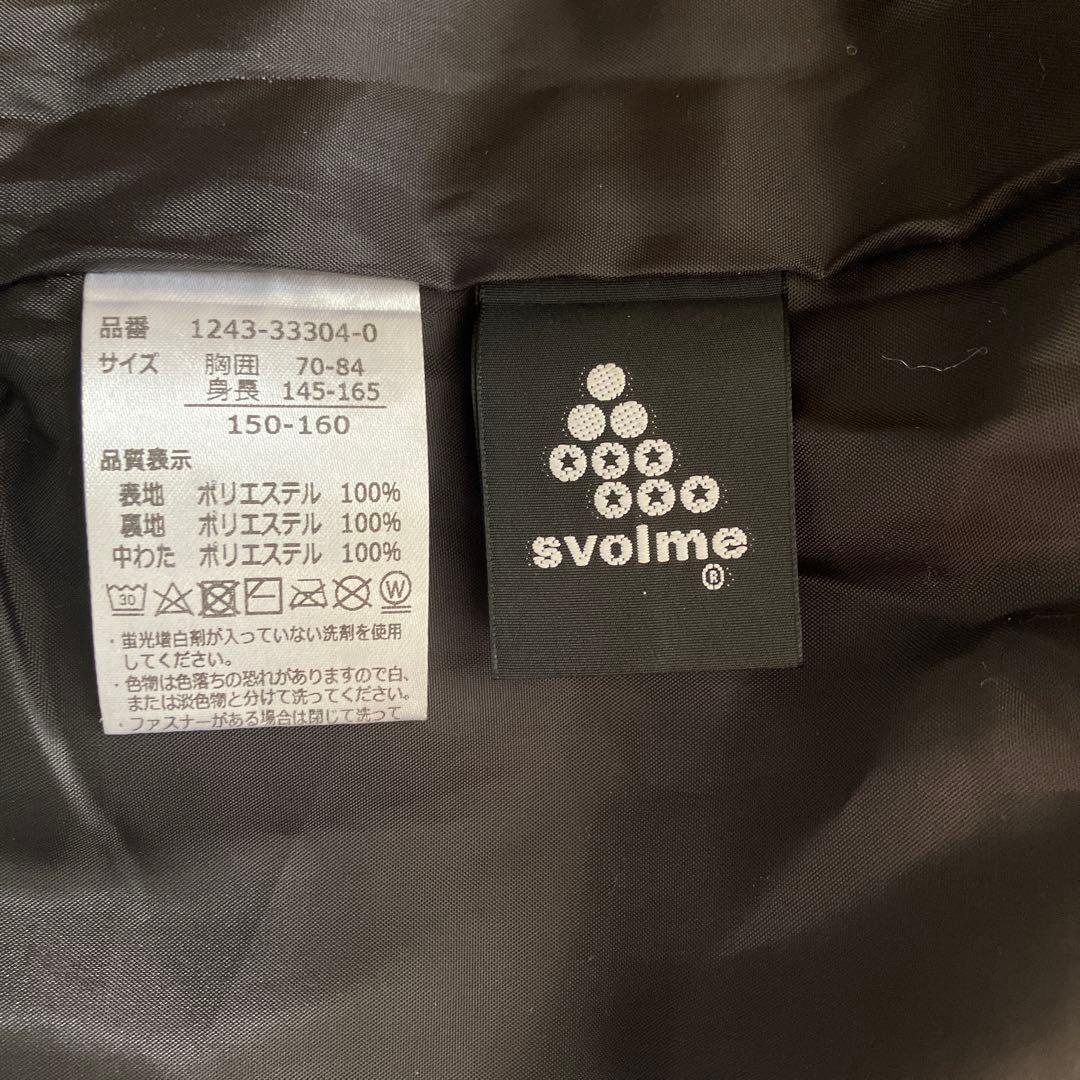 品番 1243-33304-0
サイズ 胸囲 70-84
身長 145-165
150-160
品質表示
表地 ポリエステル 100%
裏地 ポリエステル 100%
中わた ポリエステル 100%
30 W
・蛍光増白剤が入っていない洗剤を使用
してください。
・色物は色落ちの恐れがありますので白、
または淡色物と分けて洗ってください。
・ファスナーがある場合は閉じて洗って
svolme
®